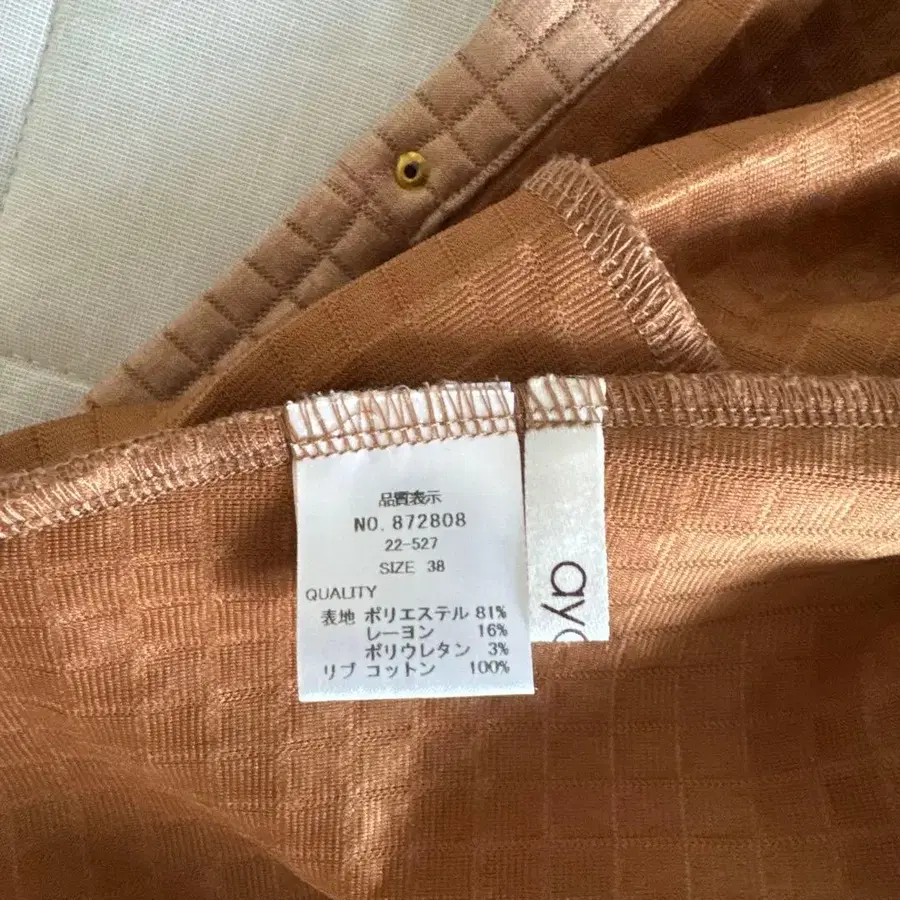 品質表示
NO. 872808
22-527
SIZE 38
QUALITY
表地 ポリエステル 81%
レーヨン 16%
ポリウレタン 3%
リブ コットン 100%